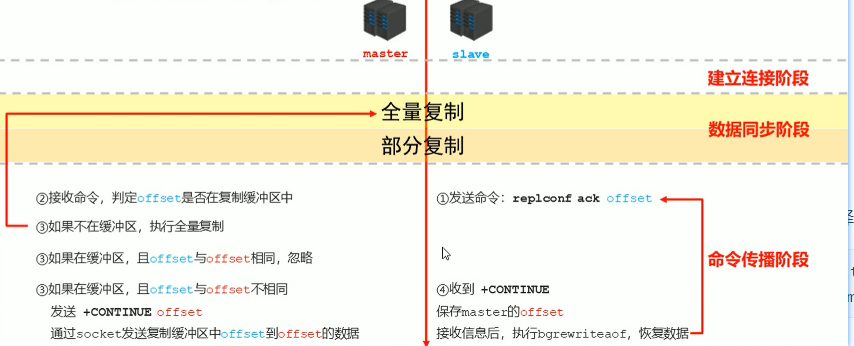 master
slave
建立连接阶段
全量复制
数据同步阶段
部分复制
②接收命令，判定offset是否在复制缓冲区中
①发送命令：replconf ack offset
③如果不在缓冲区，执行全量复制
③如果在缓冲区，且offset与offset相同，忽略
命令传播阶段
③如果在缓冲区，且offset与offset不相同
④收到 +CONTINUE
发送 +CONTINUE offset
保存master的offset
通过socket发送复制缓冲区中offset到offset的数据
接收信息后，执行bgrewriteaof，恢复数据